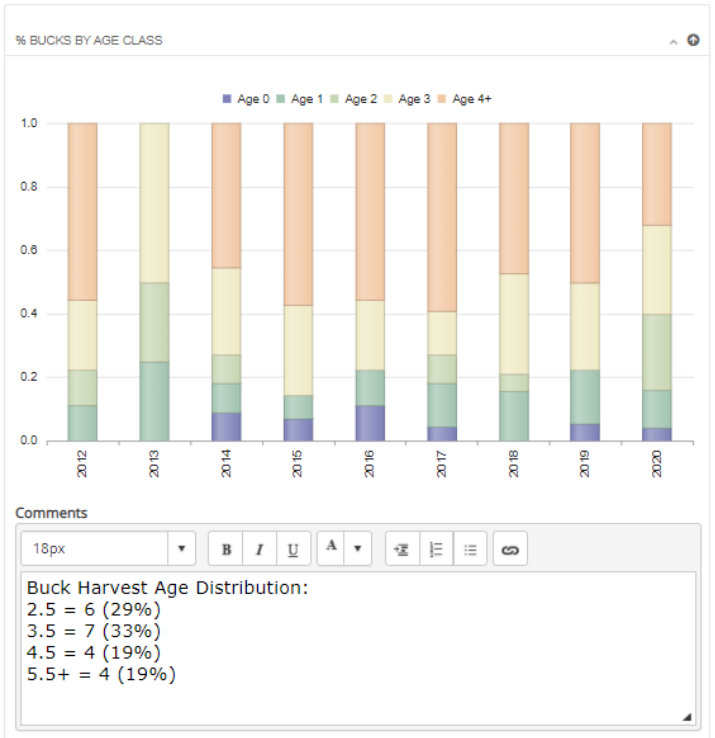 % BUCKS BY AGE CLASS
Age 0 Age 1 Age 2 Age 3 Age 4+
1.0
0.8
0.6
0.4
0.2
0.0
2012 2013 2014 2015 2016 2017 2018 2019 2020
Comments
18px B I U A
Buck Harvest Age Distribution:
2.5 = 6 (29%)
3.5 = 7 (33%)
4.5 = 4 (19%)
5.5+ = 4 (19%)